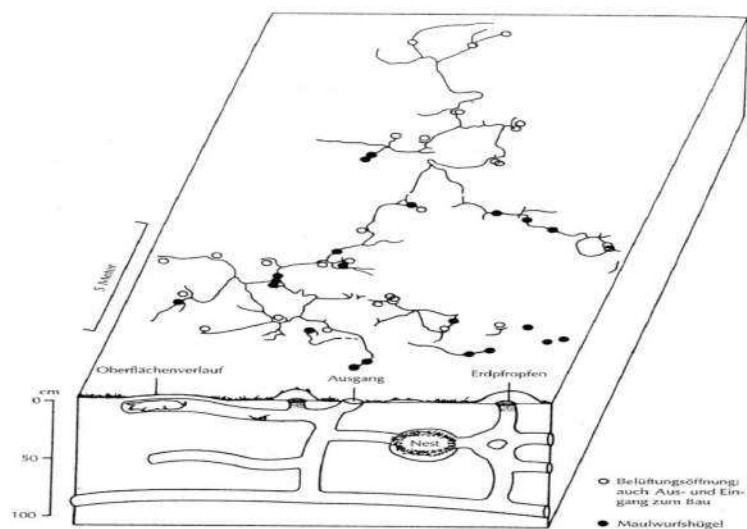 5 Meter
Oberflächenverlauf
Ausgang
Erdpfropfen
cm
0
50
100
Nest
Belüftungsöffnung;
auch Aus- und Ein-
gang zum Bau
Maulwurfshügel